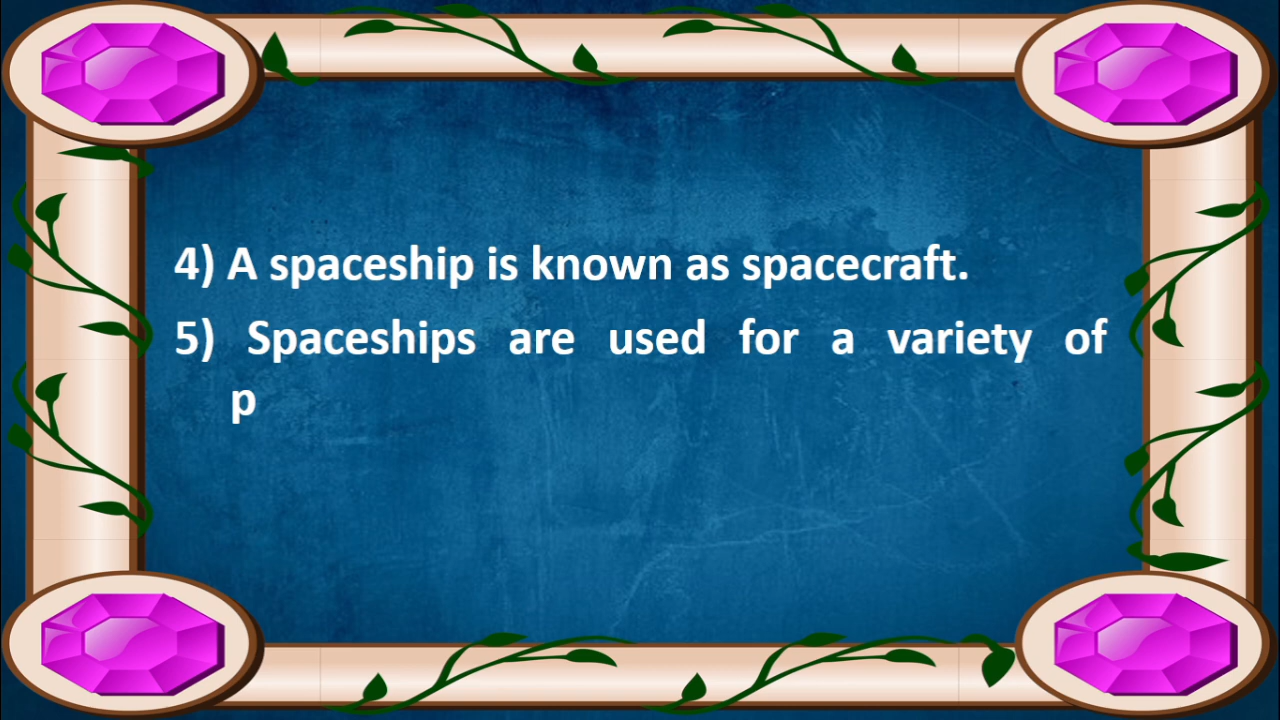 4) A spaceship is known as spacecraft.
5) Spaceships are used for a variety of
p